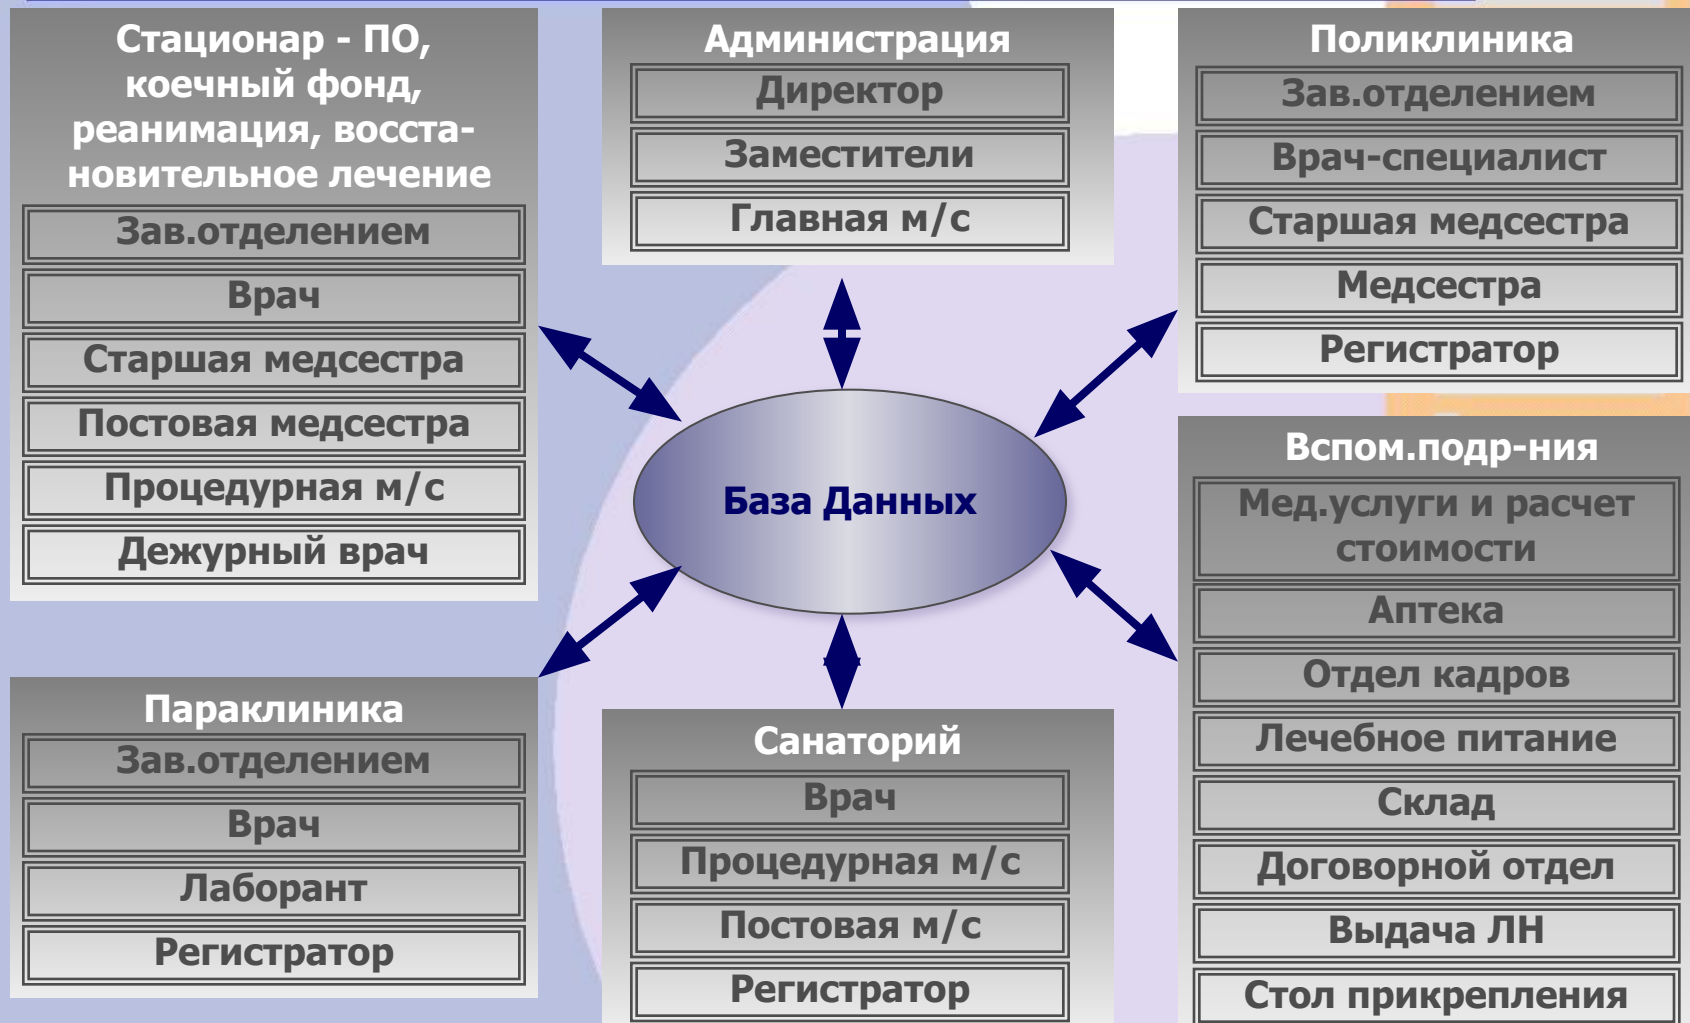 Стационар - ПО,
коечный фонд,
реанимация, восста-
новительное лечение
Зав.отделением
Врач
Старшая медсестра
Постовая медсестра
Процедурная м/с
Дежурный врач
Администрация
Директор
Заместители
Главная м/с
Поликлиника
Зав.отделением
Врач-специалист
Старшая медсестра
Медсестра
Регистратор
База Данных
Параклиника
Зав.отделением
Врач
Лаборант
Регистратор
Санаторий
Врач
Процедурная м/с
Постовая м/с
Регистратор
Вспом.подр-ния
Мед.услуги и расчет
стоимости
Аптека
Отдел кадров
Лечебное питание
Склад
Договорной отдел
Выдача ЛН
Стол прикрепления